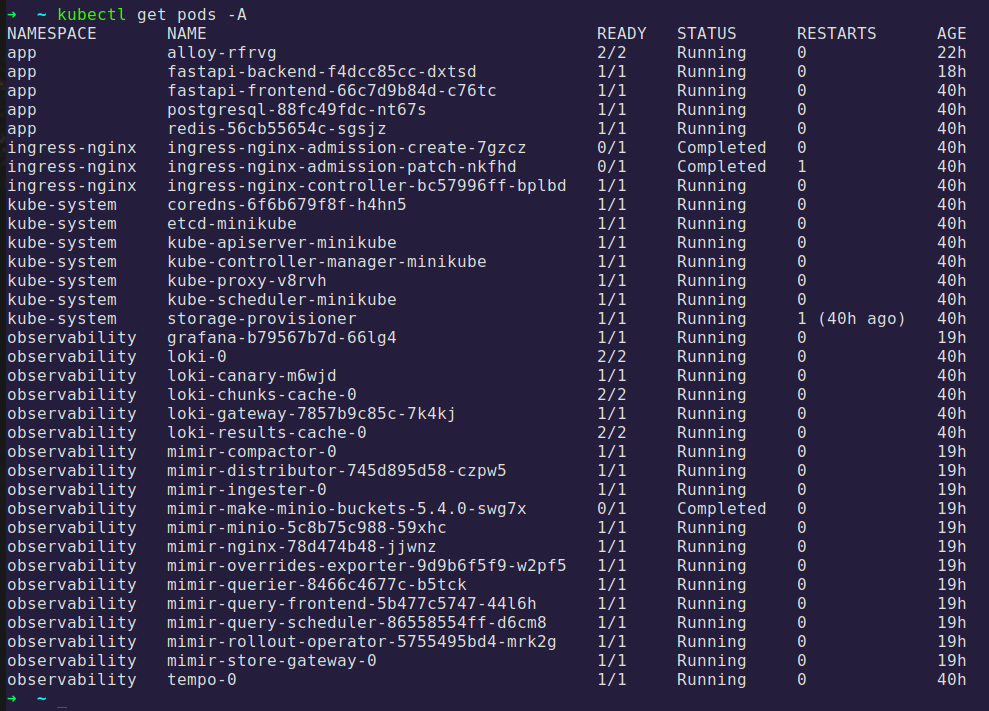 ➜  ~ kubectl get pods -A
NAMESPACE       NAME                                       READY   STATUS      RESTARTS      AGE
app             alloy-rfrvg                                2/2     Running     0             22h
app             fastapi-backend-f4dcc85cc-dxtsd            1/1     Running     0             18h
app             fastapi-frontend-66c7d9b84d-c76tc          1/1     Running     0             40h
app             postgresql-88fc49fdc-nt67s                 1/1     Running     0             40h
app             redis-56cb55654c-sgsjz                     1/1     Running     0             40h
ingress-nginx   ingress-nginx-admission-create-7gzcz       0/1     Completed   0             40h
ingress-nginx   ingress-nginx-admission-patch-nkfhd        0/1     Completed   1             40h
ingress-nginx   ingress-nginx-controller-bc57996ff-bplbd   1/1     Running     0             40h
kube-system     coredns-6f6b679f8f-h4hn5                   1/1     Running     0             40h
kube-system     etcd-minikube                              1/1     Running     0             40h
kube-system     kube-apiserver-minikube                    1/1     Running     0             40h
kube-system     kube-controller-manager-minikube           1/1     Running     0             40h
kube-system     kube-proxy-v8rvh                           1/1     Running     0             40h
kube-system     kube-scheduler-minikube                    1/1     Running     0             40h
kube-system     storage-provisioner                        1/1     Running     1 (40h ago)   40h
observability   grafana-b79567b7d-66lg4                    1/1     Running     0             19h
observability   loki-0                                     2/2     Running     0             40h
observability   loki-canary-m6wjd                          1/1     Running     0             40h
observability   loki-chunks-cache-0                        2/2     Running     0             40h
observability   loki-gateway-7857b9c85c-7k4kj              1/1     Running     0             40h
observability   loki-results-cache-0                       2/2     Running     0             40h
observability   mimir-compactor-0                          1/1     Running     0             19h
observability   mimir-distributor-745d895d58-czpw5         1/1     Running     0             19h
observability   mimir-ingester-0                           1/1     Running     0             19h
observability   mimir-make-minio-buckets-5.4.0-swg7x       0/1     Completed   0             19h
observability   mimir-minio-5c8b75c988-59xhc               1/1     Running     0             19h
observability   mimir-nginx-78d474b48-jjwnz                1/1     Running     0             19h
observability   mimir-overrides-exporter-9d9b6f5f9-w2pf5   1/1     Running     0             19h
observability   mimir-querier-8466c4677c-b5tck             1/1     Running     0             19h
observability   mimir-query-frontend-5b477c5747-44l6h      1/1     Running     0             19h
observability   mimir-query-scheduler-86558554ff-d6cm8     1/1     Running     0             19h
observability   mimir-rollout-operator-5755495bd4-mrk2g    1/1     Running     0             19h
observability   mimir-store-gateway-0                      1/1     Running     0             19h
observability   tempo-0                                    1/1     Running     0             40h
➜  ~ _